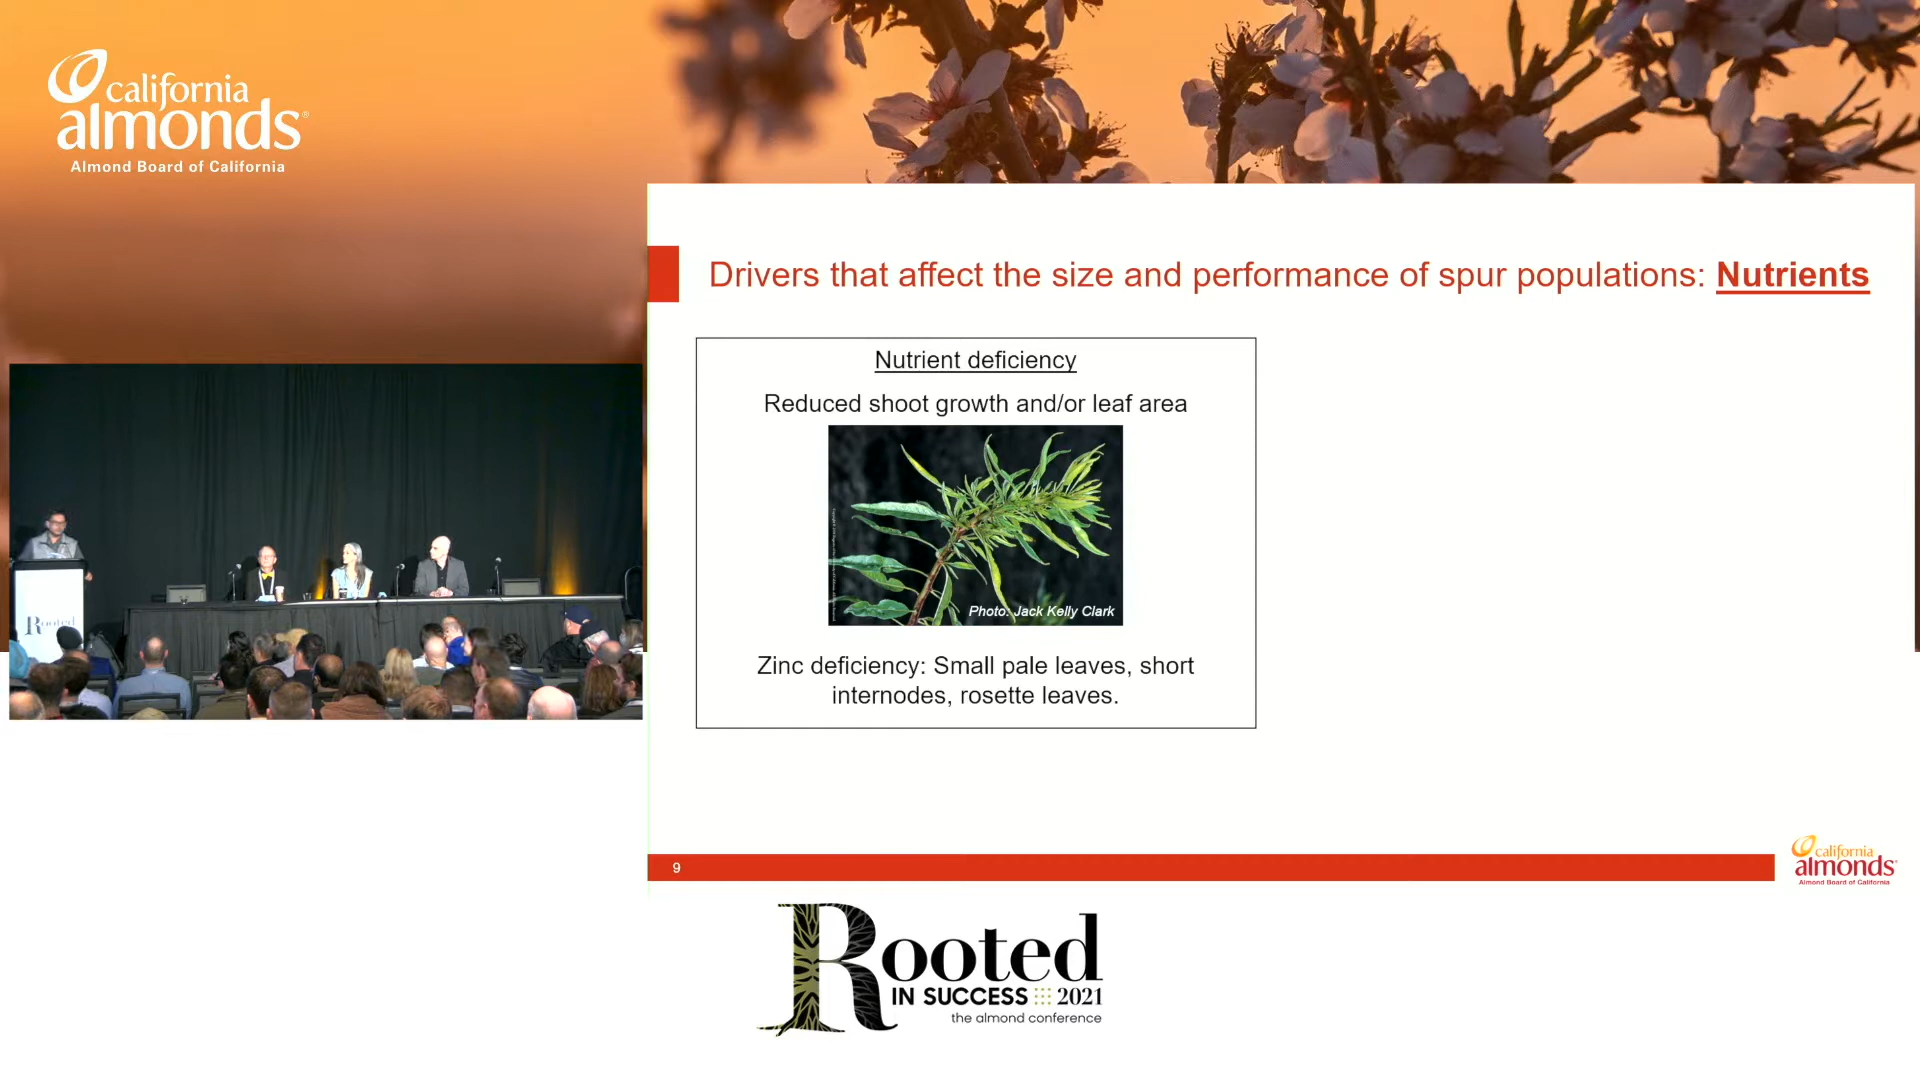 california
almonds®
Almond Board of California
Drivers that affect the size and performance of spur populations: Nutrients
Nutrient deficiency
Reduced shoot growth and/or leaf area
Photo: Jack Kelly Clark
Zinc deficiency: Small pale leaves, short
internodes, rosette leaves.
Rooted
9
california
almonds®
Almond Board of California
Rooted
IN SUCCESS 2021
the almond conference